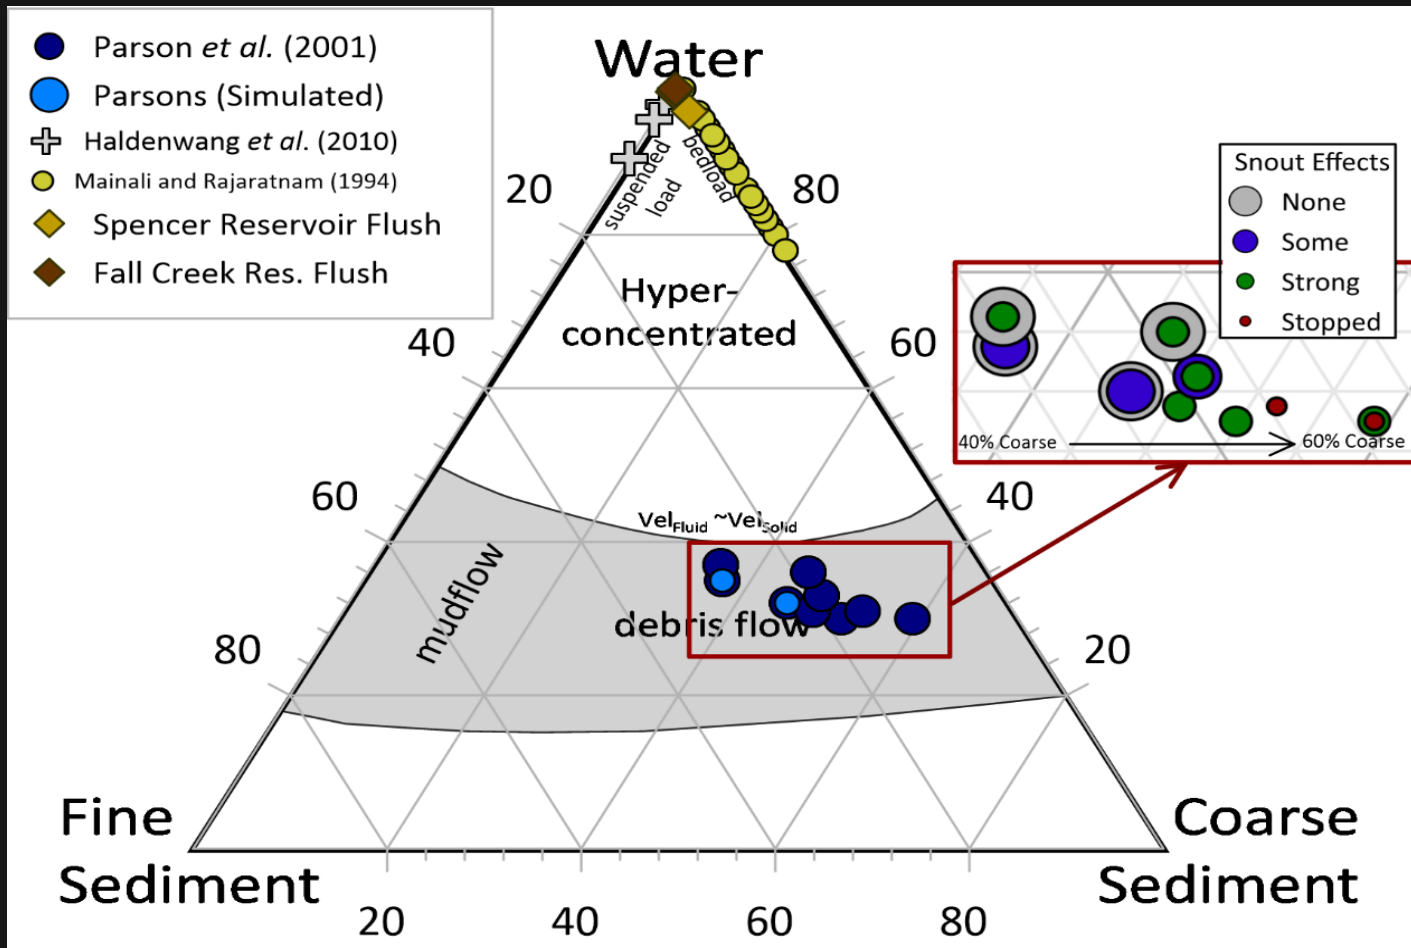 Parson et al. (2001)
Parsons (Simulated)
Haldenwang et al. (2010)
Mainali and Rajaratnam (1994)
Spencer Reservoir Flush
Fall Creek Res. Flush
Water
suspended
load
bedload
20
80
Hyper-
concentrated
40
60
Snout Effects
None
Some
Strong
Stopped
40% Coarse
60% Coarse
60
40
VelFluid ~VelSolid
mudflow
debris flow
80
20
Fine
Sediment
Coarse
Sediment
20
40
60
80